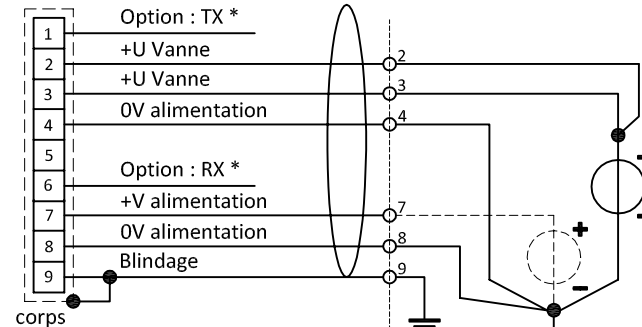 Option : TX *
1
+U Vanne
2
2
+U Vanne
3
3
0V alimentation
4
4
5
Option : RX *
6
+V alimentation
7
7
0V alimentation
8
8
Blindage
9
9
+
-
corps